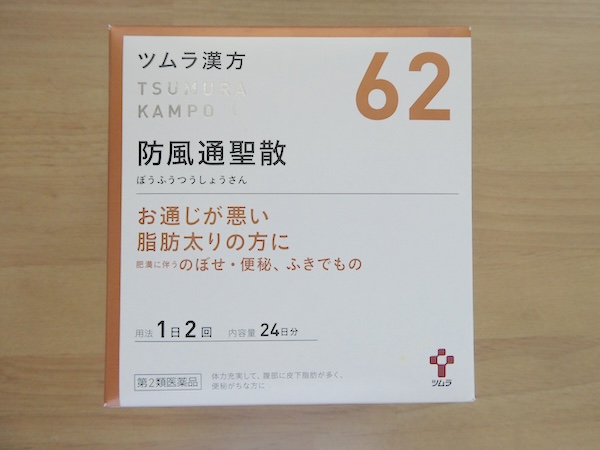 ツムラ漢方
62
TSUMURA
KAMPO
防風通聖散
ぼうふうつうしょうさん
お通じが悪い
脂肪太りの方に
肥満に伴うのぼせ・便秘、ふきでもの
用法 1日2回 内容量 24日分
第2類医薬品
体力充実して、腹部に皮下脂肪が多く、
便秘がちな方に
ツムラ